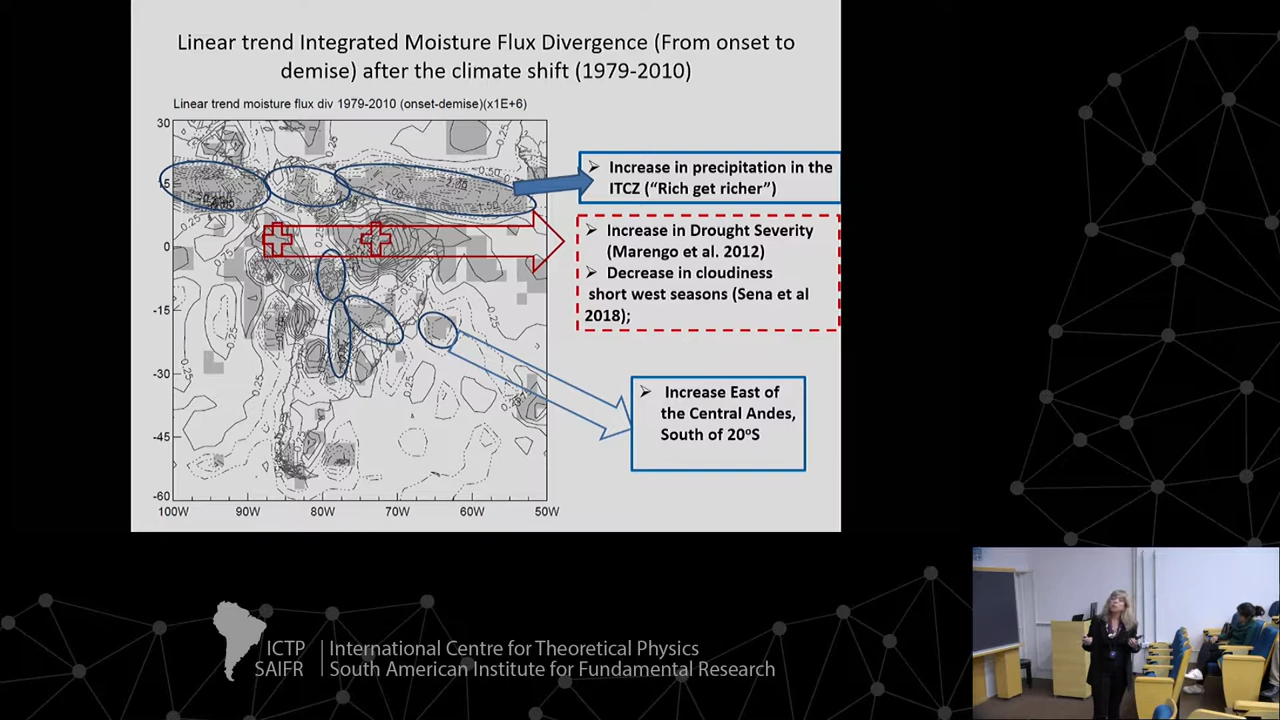 Linear trend Integrated Moisture Flux Divergence (From onset to
demise) after the climate shift (1979-2010)
Linear trend moisture flux div 1979-2010 (onset-demise)(x1E+6)
30
15
0
-15
-30
-45
-60
100W 90W 80W 70W 60W 50W
➢ Increase in precipitation in the
ITCZ (“Rich get richer”)
➢ Increase in Drought Severity
(Marengo et al. 2012)
➢ Decrease in cloudiness
short west seasons (Sena et al
2018);
➢ Increase East of
the Central Andes,
South of 20ºS
ICTP
SAIFR
International Centre for Theoretical Physics
South American Institute for Fundamental Research